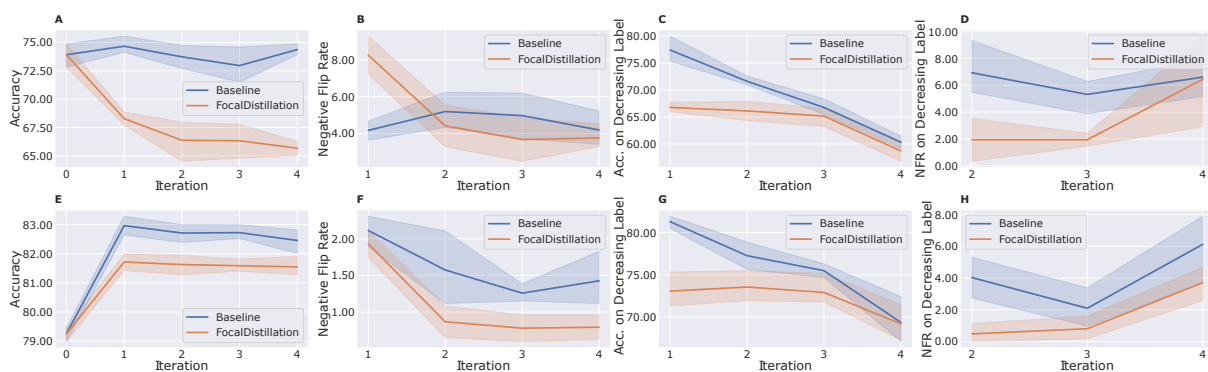 A
Accuracy
75.00
72.50
70.00
67.50
65.00
0 1 2 3 4
Iteration
Baseline
FocalDistillation
B
Negative Flip Rate
8.00
6.00
4.00
1 2 3 4
Iteration
Baseline
FocalDistillation
C
Acc. on Decreasing Label
80.00
75.00
70.00
65.00
60.00
1 2 3 4
Iteration
Baseline
FocalDistillation
D
NFR on Decreasing Label
10.00
8.00
6.00
4.00
2.00
0.00
2 3 4
Iteration
Baseline
FocalDistillation
E
Accuracy
83.00
82.00
81.00
80.00
79.00
0 1 2 3 4
Iteration
Baseline
FocalDistillation
F
Negative Flip Rate
2.00
1.50
1.00
1 2 3 4
Iteration
Baseline
FocalDistillation
G
Acc. on Decreasing Label
80.00
75.00
70.00
1 2 3 4
Iteration
Baseline
FocalDistillation
H
NFR on Decreasing Label
8.00
6.00
4.00
2.00
0.00
2 3 4
Iteration
Baseline
FocalDistillation